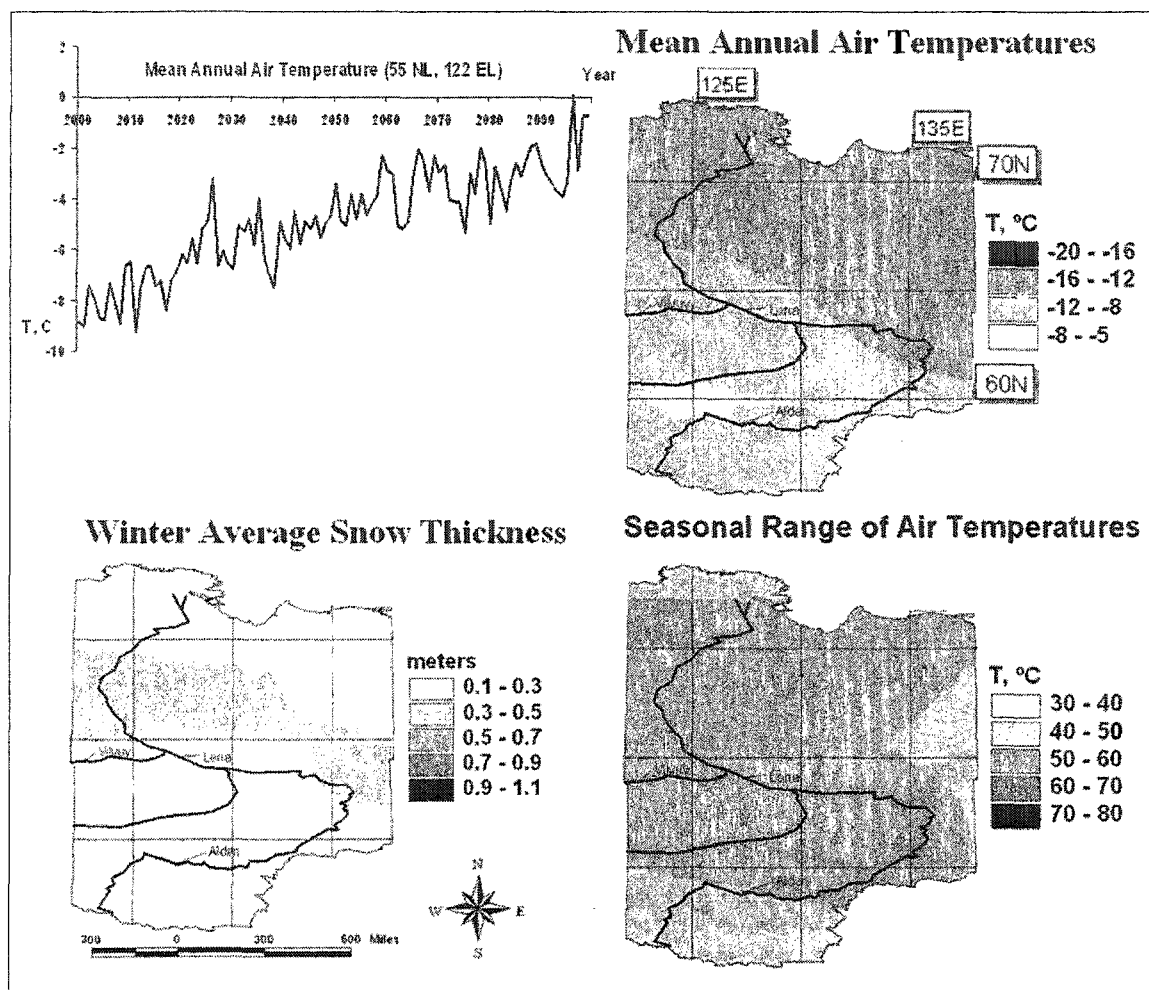 2
Mean Annual Air Temperature (55 NL, 122 EL)
Year
0
2000 2010 2020 2030 2040 2050 2060 2070 2080 2090
-2
-4
-6
-8
T, C
-10
Mean Annual Air Temperatures
125E
135E
70N
T, ºC
-20 - -16
-16 - -12
-12 - -8
-8 - -5
Lena
60N
Aldan
Winter Average Snow Thickness
meters
0.1 - 0.3
0.3 - 0.5
0.5 - 0.7
0.7 - 0.9
0.9 - 1.1
Lena
Aldan
N
W E
S
300 0 300 600 Miles
Seasonal Range of Air Temperatures
T, ºC
30 - 40
40 - 50
50 - 60
60 - 70
70 - 80
Lena